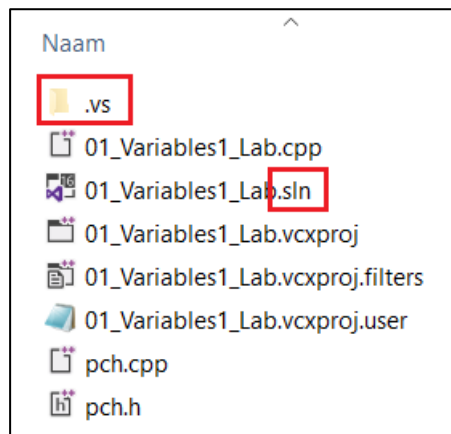 Naam
.vs
01_Variables1_Lab.cpp
01_Variables1_Lab.sln
01_Variables1_Lab.vcxproj
01_Variables1_Lab.vcxproj.filters
01_Variables1_Lab.vcxproj.user
pch.cpp
pch.h